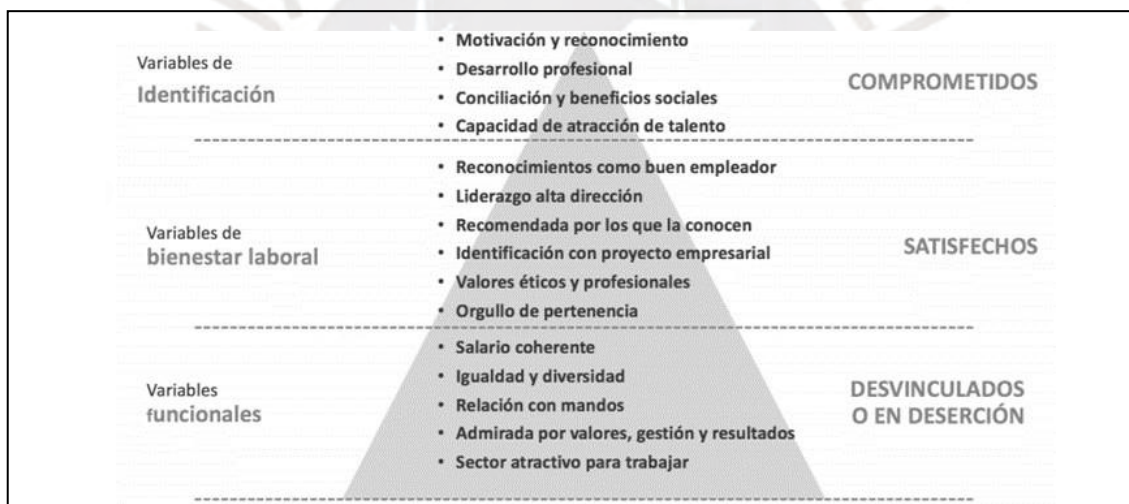 Variables de
Identificación
• Motivación y reconocimiento
• Desarrollo profesional
• Conciliación y beneficios sociales
• Capacidad de atracción de talento
COMPROMETIDOS
Variables de
bienestar laboral
• Reconocimientos como buen empleador
• Liderazgo alta dirección
• Recomendada por los que la conocen
• Identificación con proyecto empresarial
• Valores éticos y profesionales
• Orgullo de pertenencia
SATISFECHOS
Variables
funcionales
• Salario coherente
• Igualdad y diversidad
• Relación con mandos
• Admirada por valores, gestión y resultados
• Sector atractivo para trabajar
DESVINCULADOS
O EN DESERCIÓN